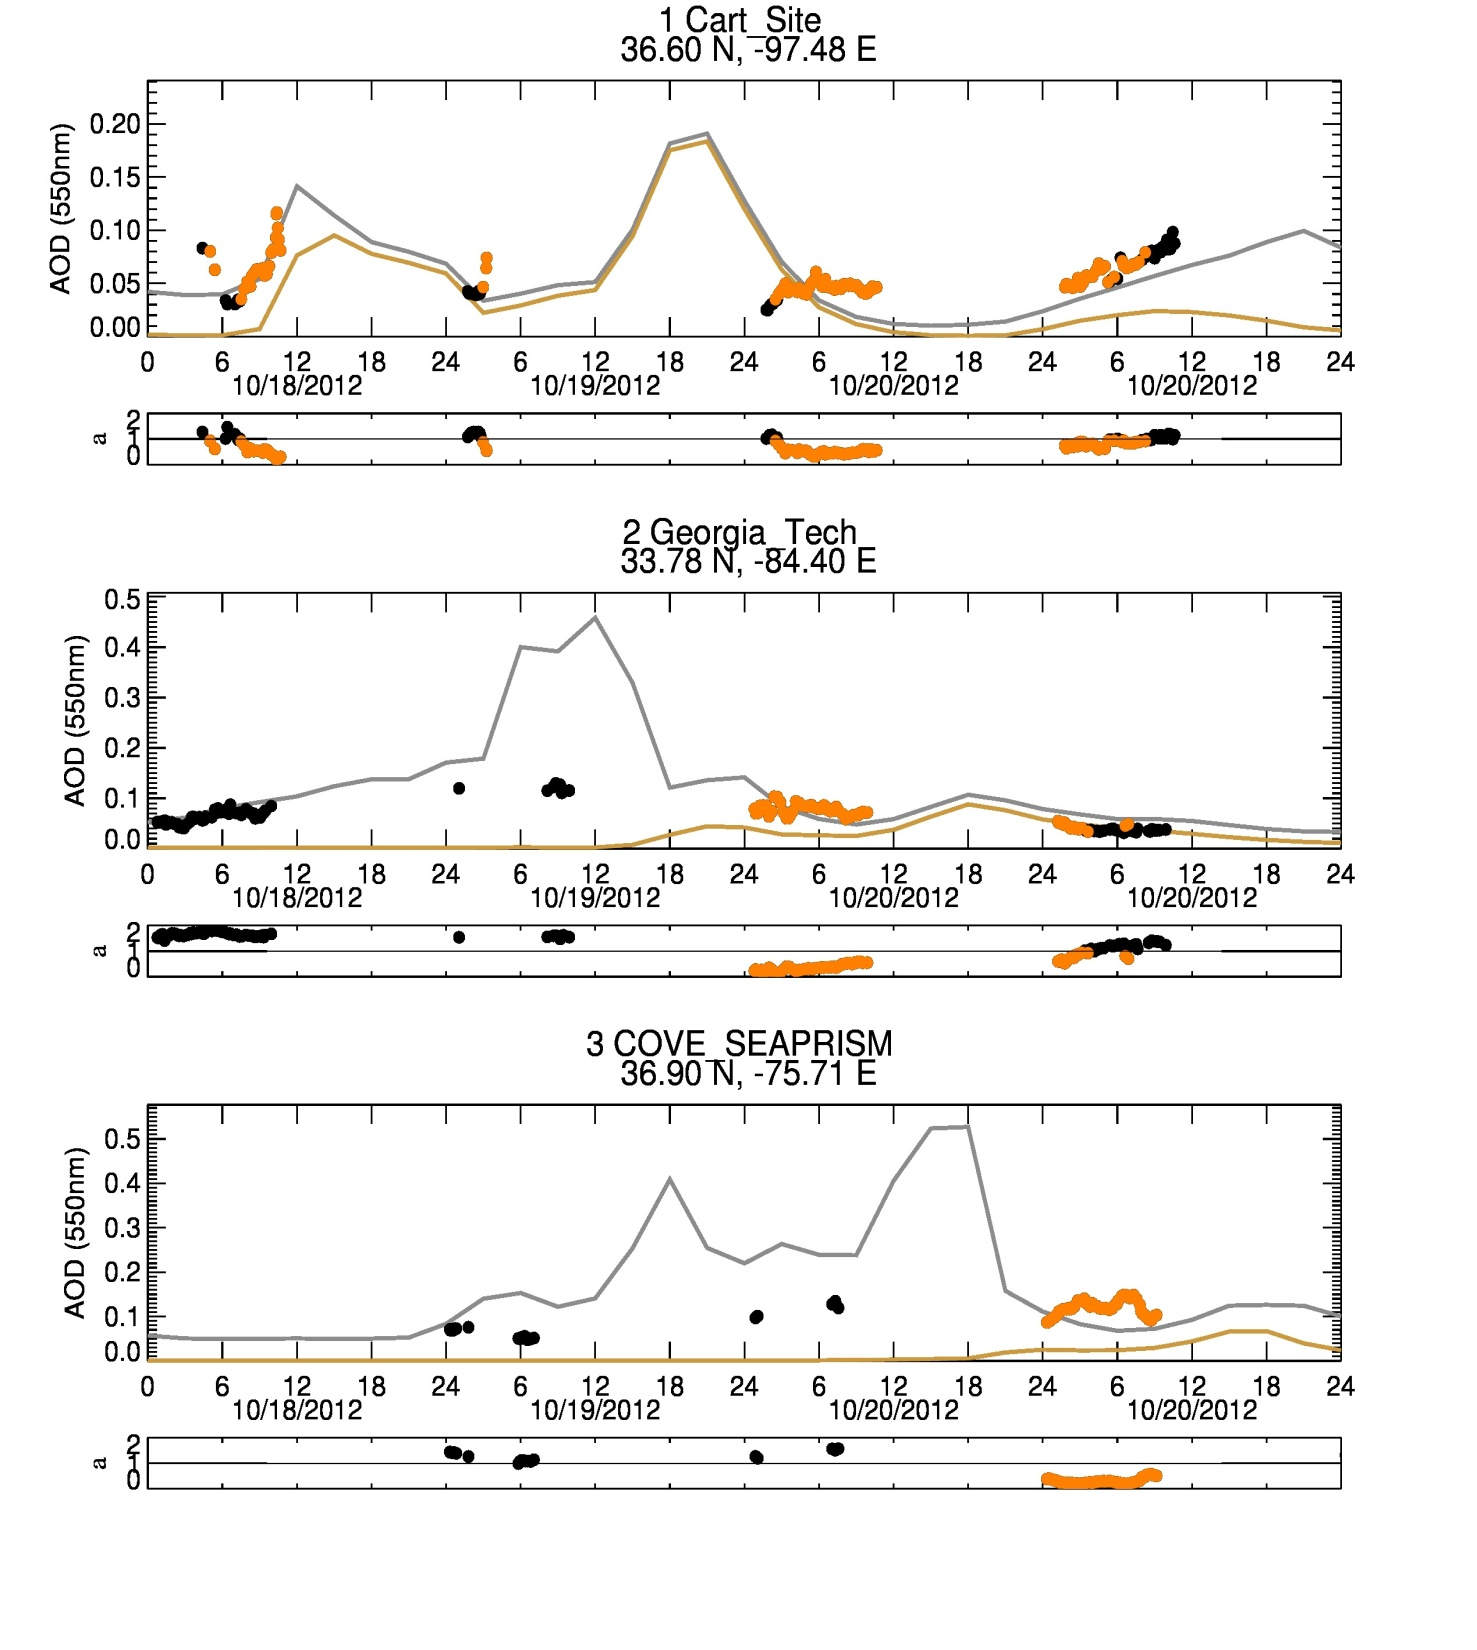 1 Cart_Site
36.60 N, -97.48 E
AOD (550nm)
0.20
0.15
0.10
0.05
0.00
0 6 12 18 24 6 12 18 24 6 12 18 24 6 12 18 24
10/18/2012 10/19/2012 10/20/2012 10/20/2012
a
2
1
0
2 Georgia_Tech
33.78 N, -84.40 E
AOD (550nm)
0.5
0.4
0.3
0.2
0.1
0.0
0 6 12 18 24 6 12 18 24 6 12 18 24 6 12 18 24
10/18/2012 10/19/2012 10/20/2012 10/20/2012
a
2
1
0
3 COVE_SEAPRISM
36.90 N, -75.71 E
AOD (550nm)
0.5
0.4
0.3
0.2
0.1
0.0
0 6 12 18 24 6 12 18 24 6 12 18 24 6 12 18 24
10/18/2012 10/19/2012 10/20/2012 10/20/2012
a
2
1
0